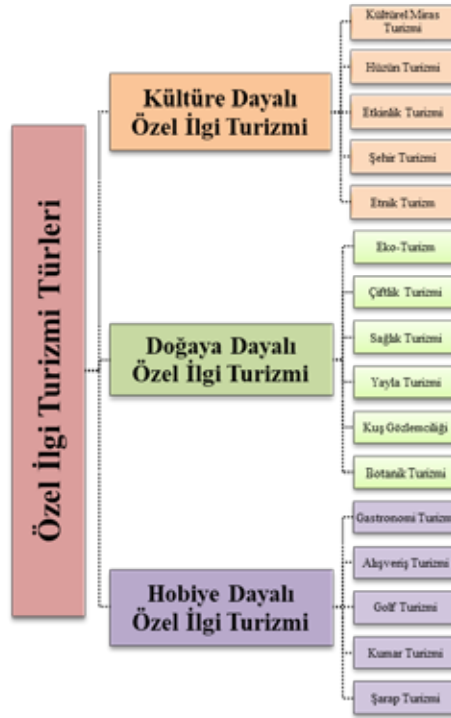 Özel İlgi Turizmi Türleri
Kültüre Dayalı
Özel İlgi Turizmi
Kültürel Miras
Turizmi
Hüzün Turizmi
Etkinlik Turizmi
Şehir Turizmi
Etnik Turizm
Doğaya Dayalı
Özel İlgi Turizmi
Eko-Turizm
Çiftlik Turizmi
Sağlık Turizmi
Yayla Turizmi
Kuş Gözlemciliği
Botanik Turizmi
Hobiye Dayalı
Özel İlgi Turizmi
Gastronomi Turizm
Alışveriş Turizmi
Golf Turizmi
Kumar Turizmi
Şarap Turizmi